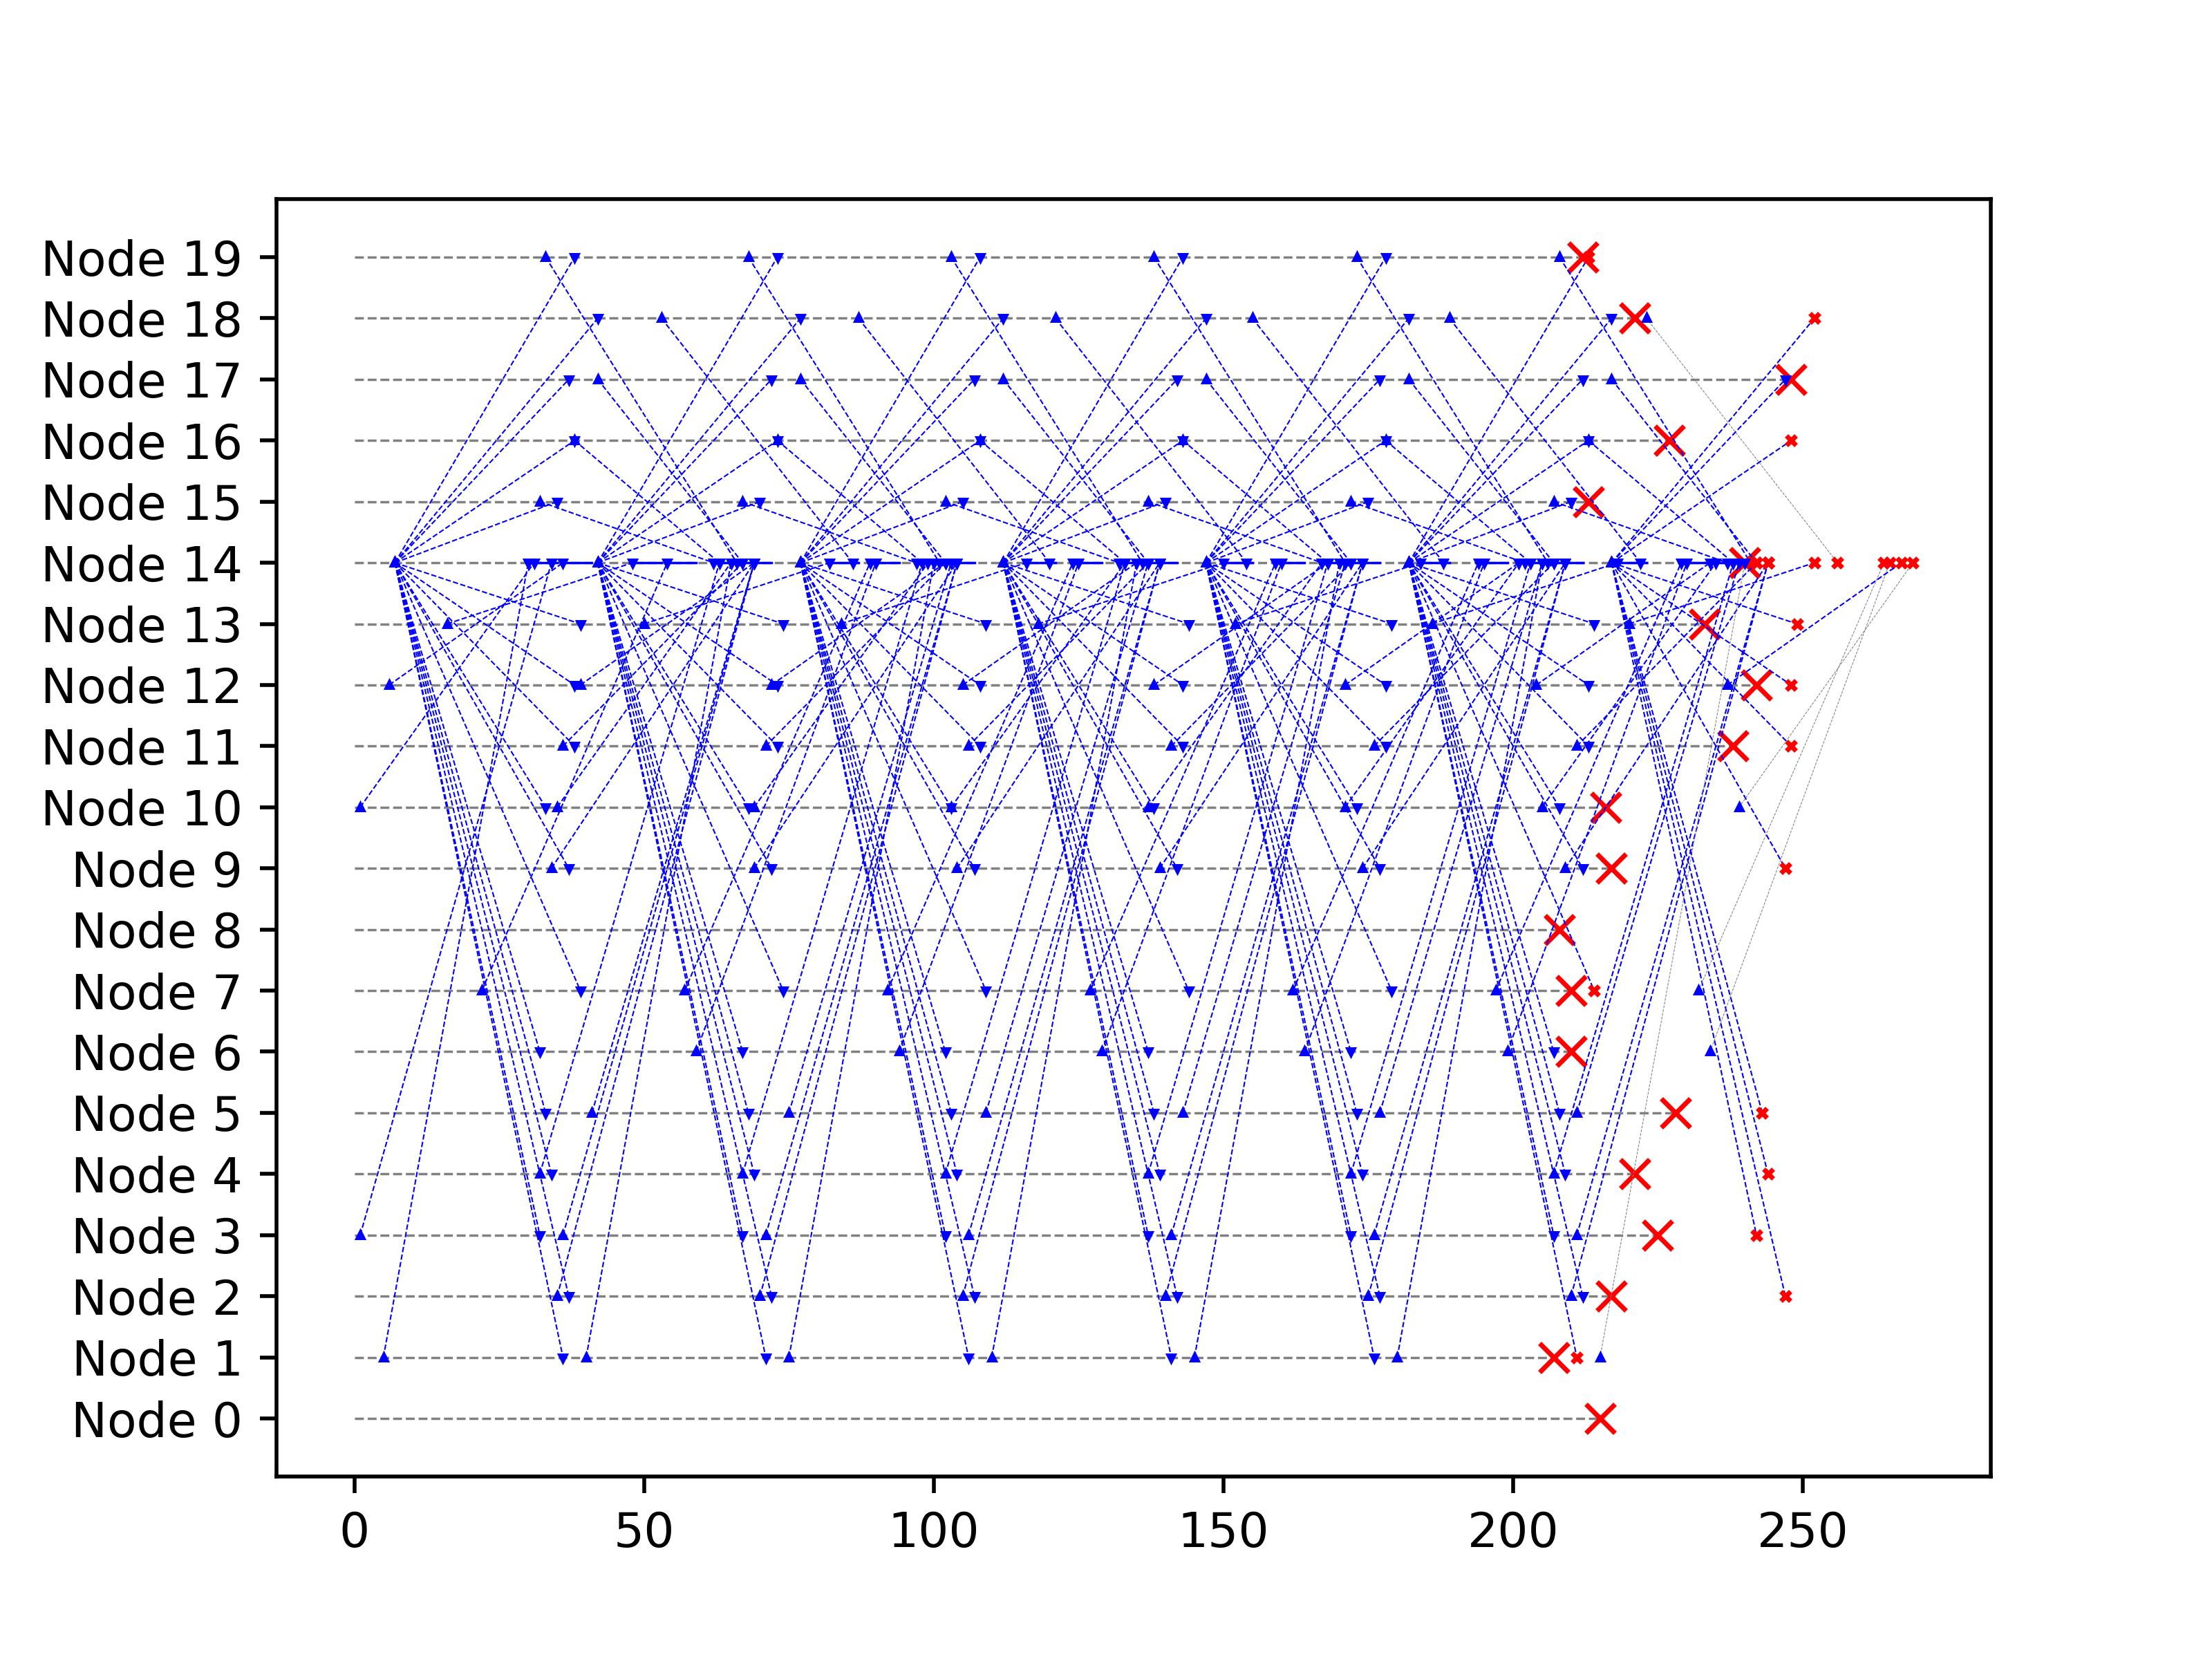 Node 19
Node 18
Node 17
Node 16
Node 15
Node 14
Node 13
Node 12
Node 11
Node 10
Node 9
Node 8
Node 7
Node 6
Node 5
Node 4
Node 3
Node 2
Node 1
Node 0
0 50 100 150 200 250